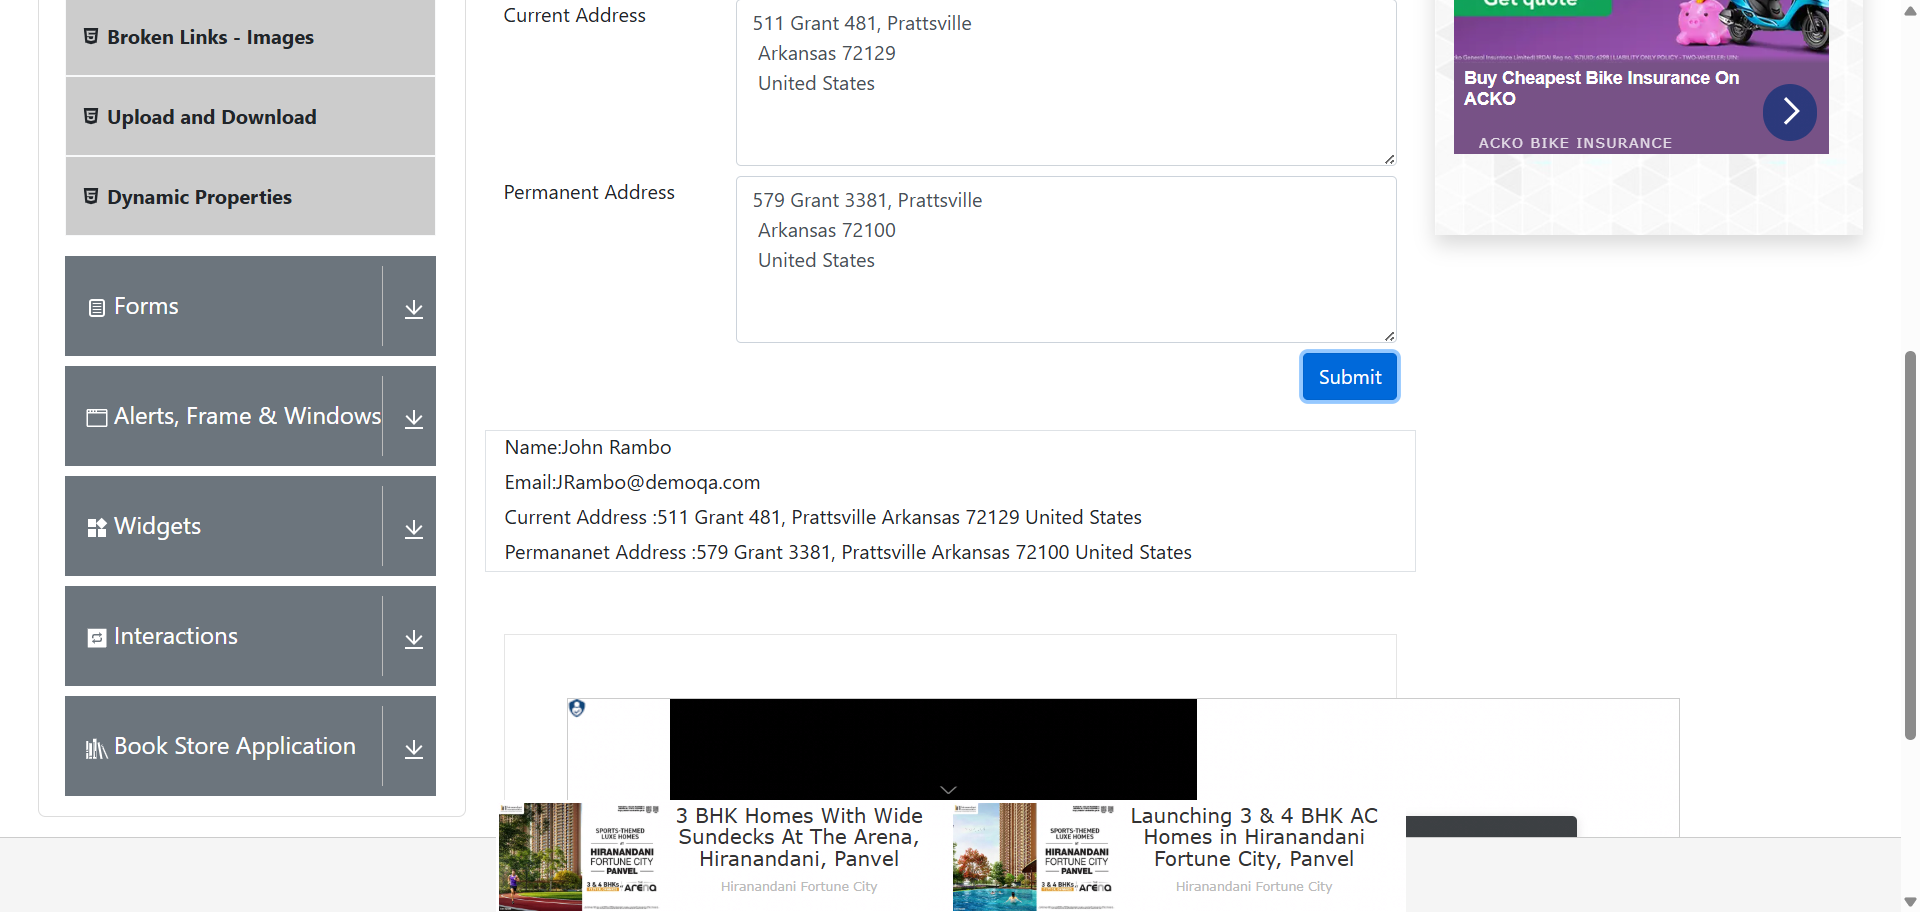 Broken Links - Images
Upload and Download
Dynamic Properties
Forms
Alerts, Frame & Windows
Widgets
Interactions
Book Store Application
Current Address
511 Grant 481, Prattsville
Arkansas 72129
United States
Permanent Address
579 Grant 3381, Prattsville
Arkansas 72100
United States
Submit
Name:John Rambo
Email:JRambo@demoqa.com
Current Address :511 Grant 481, Prattsville Arkansas 72129 United States
Permananet Address :579 Grant 3381, Prattsville Arkansas 72100 United States
Get quote
Buy Cheapest Bike Insurance On
ACKO
ACKO BIKE INSURANCE
SPORTS-THEMED
LUXE HOMES
HIRANANDANI
FORTUNE CITY
PANVEL
3 & 4 BHKs
ARENA
3 BHK Homes With Wide
Sundecks At The Arena,
Hiranandani, Panvel
Hiranandani Fortune City
SPORTS-THEMED
LUXE HOMES
HIRANANDANI
FORTUNE CITY
PANVEL
3 & 4 BHKs
ARENA
Launching 3 & 4 BHK AC
Homes in Hiranandani
Fortune City, Panvel
Hiranandani Fortune City